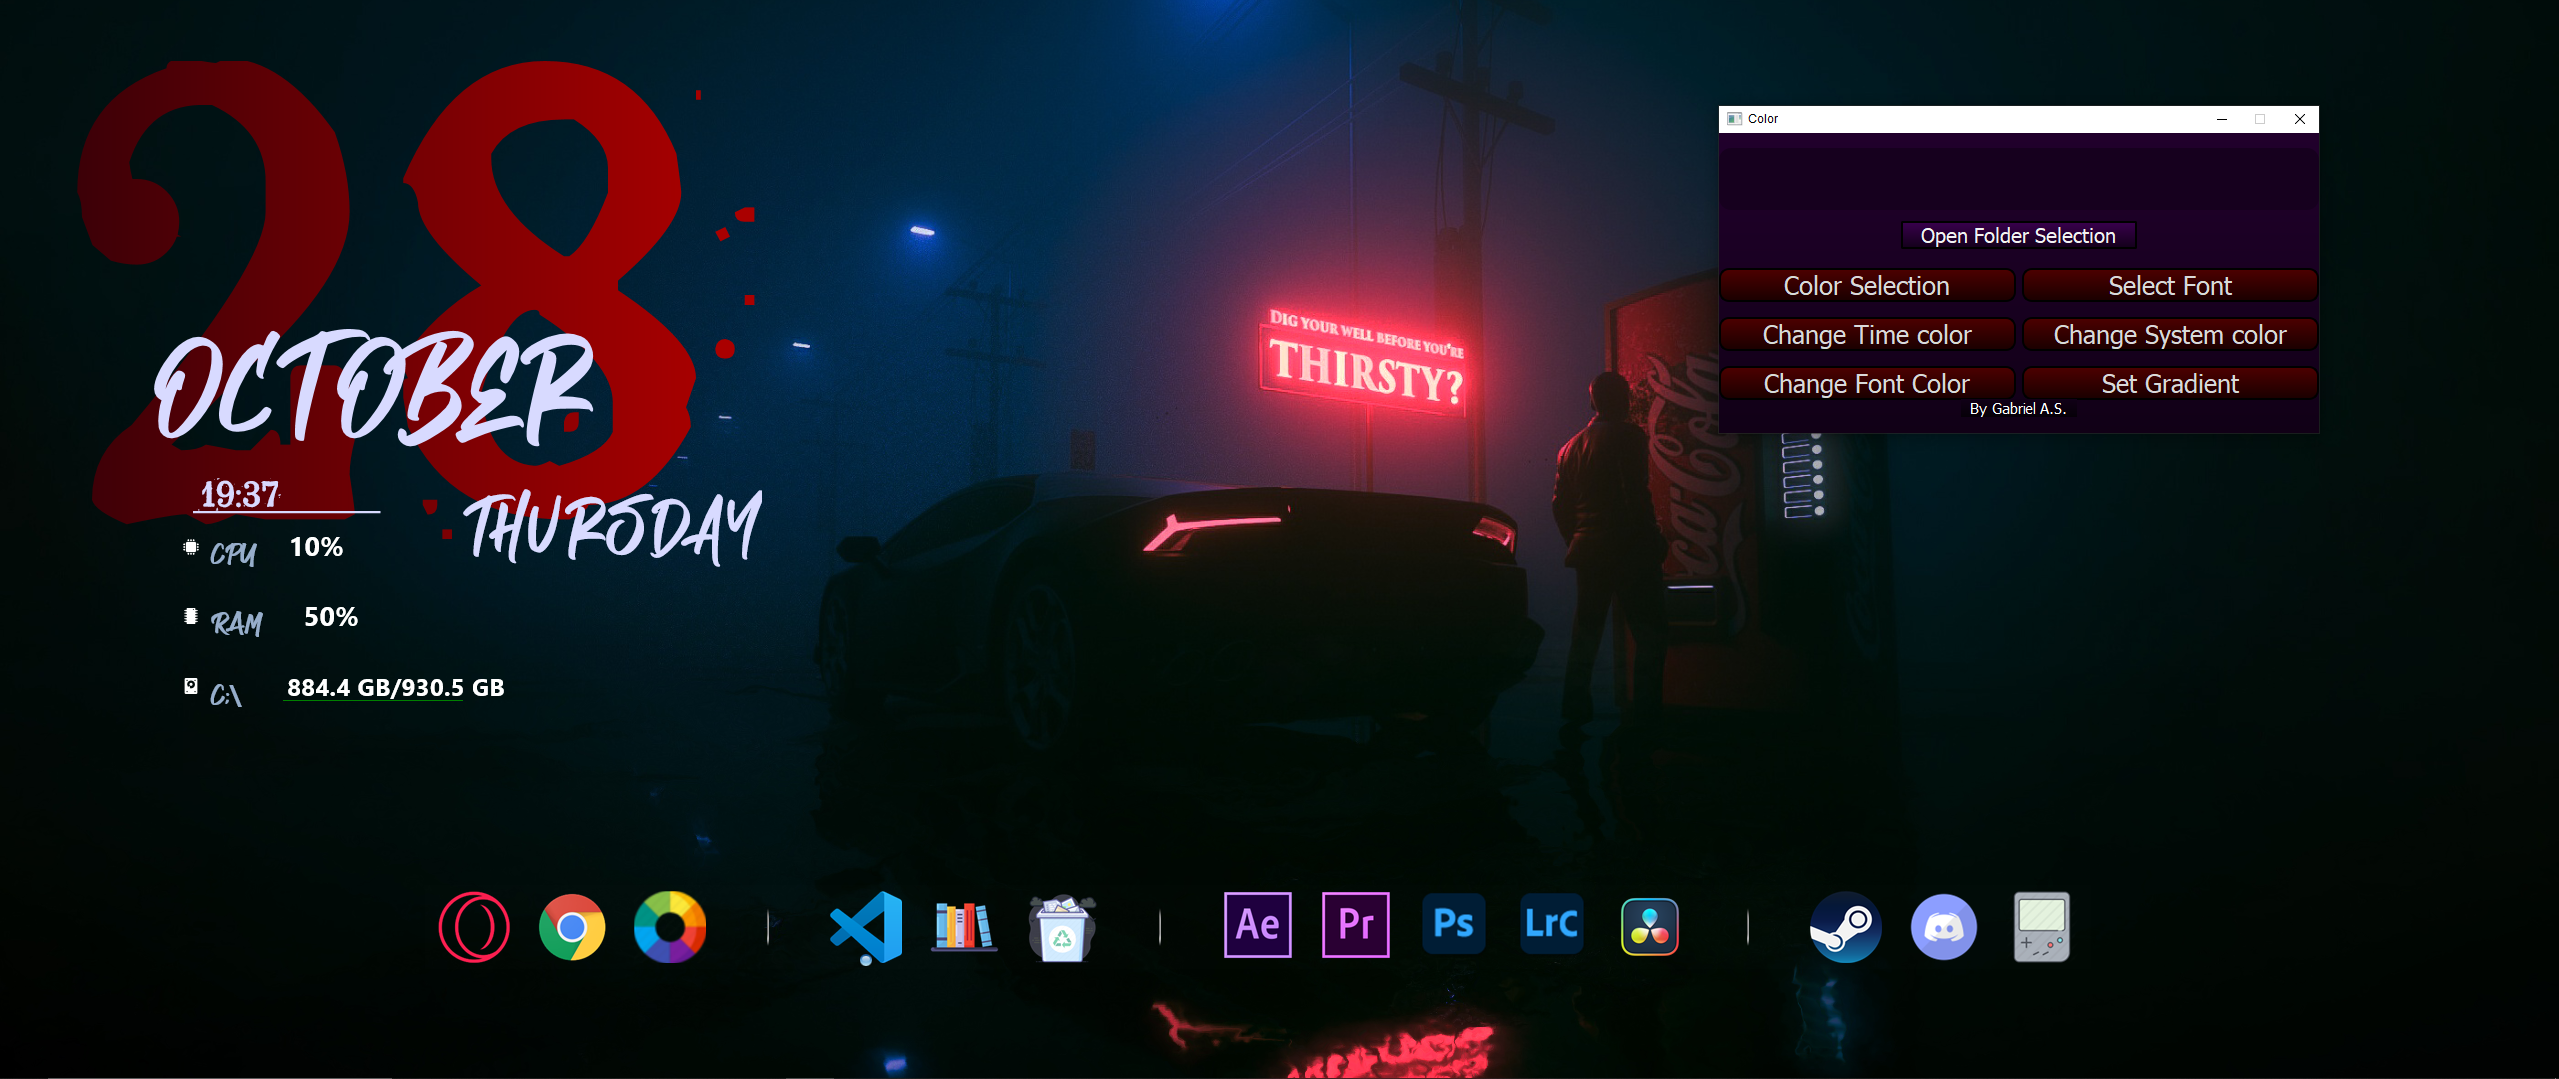 28
OCTOBER
THURSDAY
19:37
CPU 10%
RAM 50%
C:\ 884.4 GB/930.5 GB
DIG YOUR WELL BEFORE YOU'RE
THIRSTY?
Coca-Cola
Color
Open Folder Selection
Color Selection
Select Font
Change Time color
Change System color
Change Font Color
Set Gradient
By Gabriel A.S.
Ae
Pr
Ps
LrC